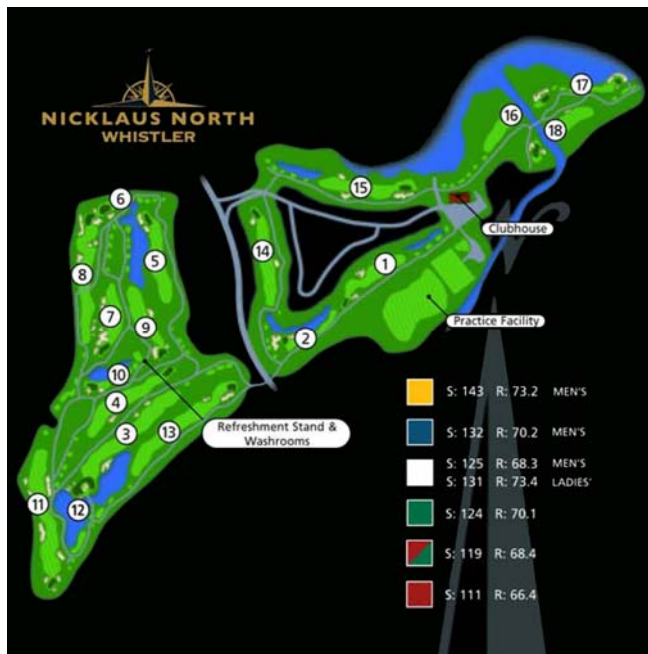 NICKLAUS NORTH
WHISTLER
17
16
18
6
15
Clubhouse
14
1
8
5
7
9
2
Practice Facility
10
4
3
13
Refreshment Stand &
Washrooms
11
12
S: 143 R: 73.2 MEN'S
S: 132 R: 70.2 MEN'S
S: 125 R: 68.3 MEN'S
S: 131 R: 73.4 LADIES'
S: 124 R: 70.1
S: 119 R: 68.4
S: 111 R: 66.4
N